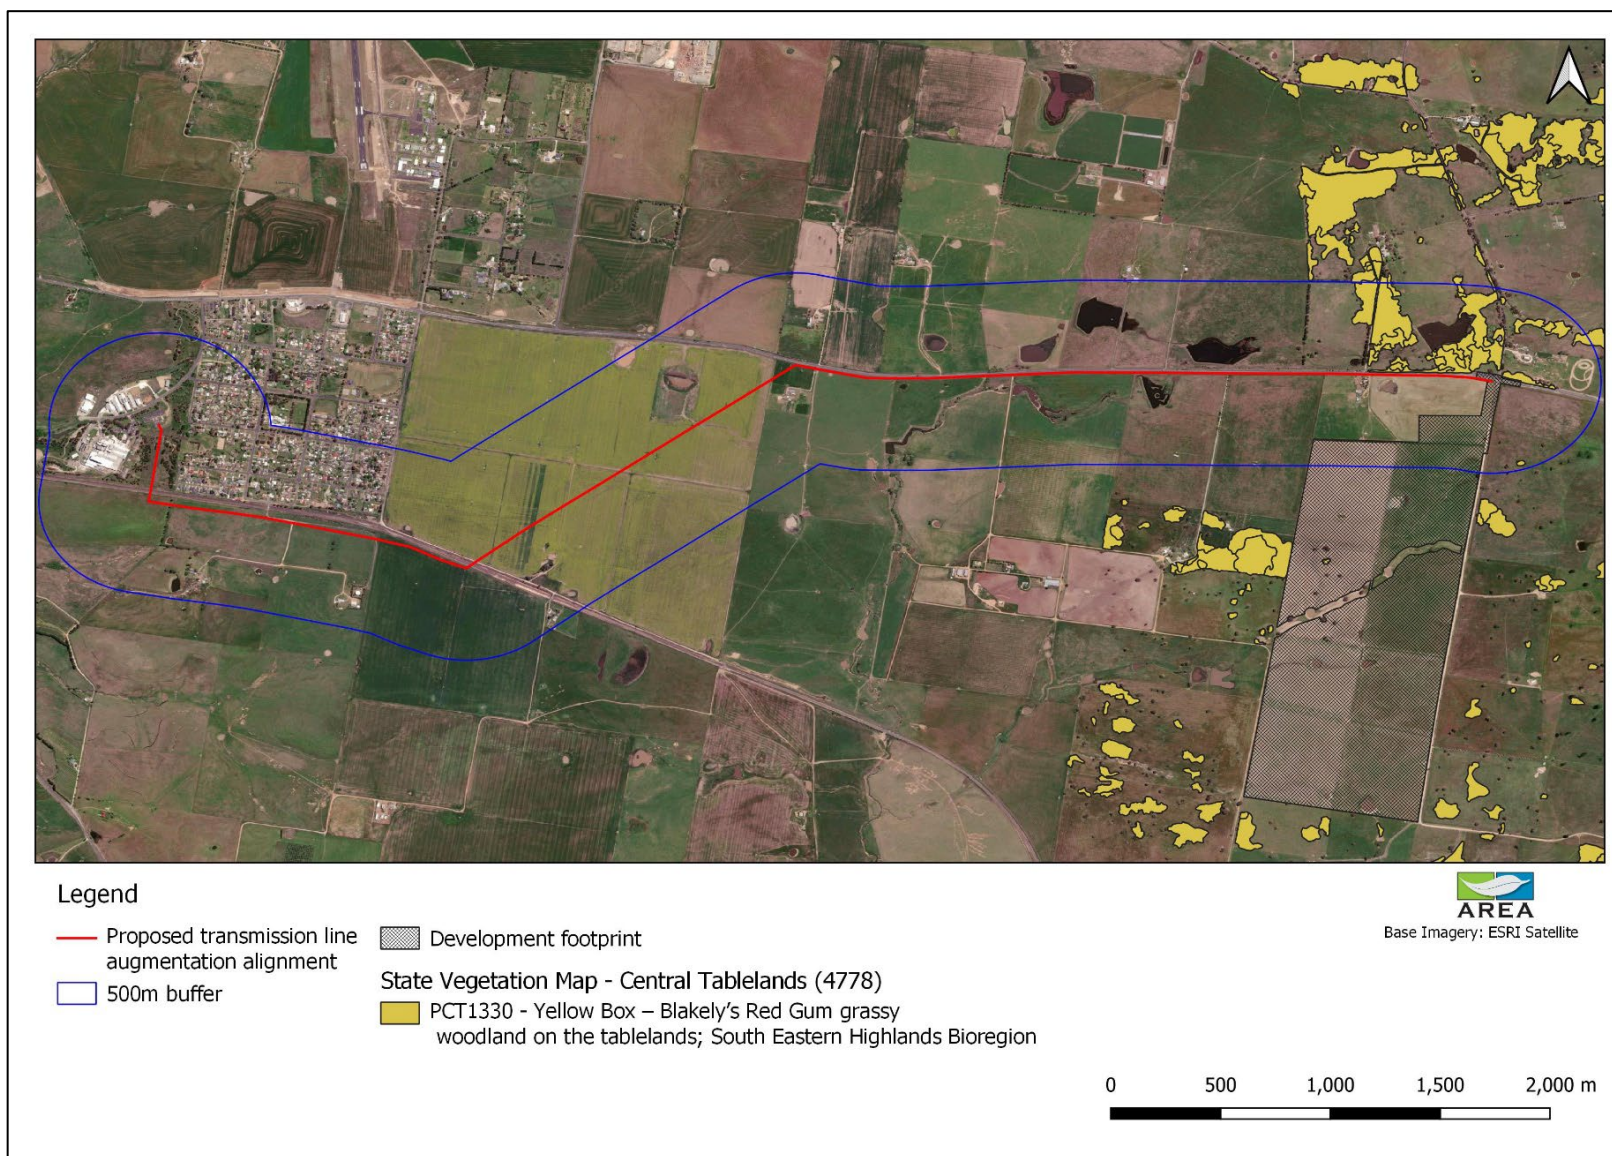 Legend
Proposed transmission line
augmentation alignment
500m buffer
Development footprint
State Vegetation Map - Central Tablelands (4778)
PCT1330 - Yellow Box – Blakely's Red Gum grassy
woodland on the tablelands; South Eastern Highlands Bioregion
AREA
Base Imagery: ESRI Satellite
0 500 1,000 1,500 2,000 m